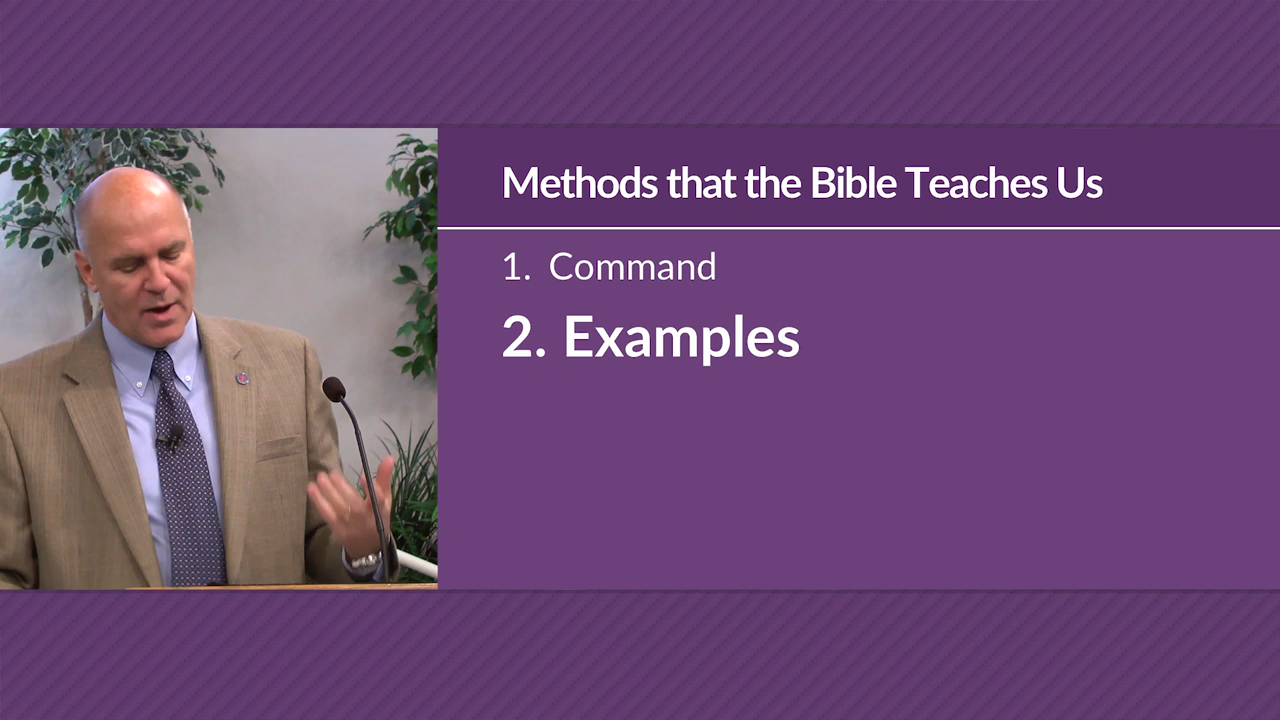 Methods that the Bible Teaches Us
1. Command
2. Examples